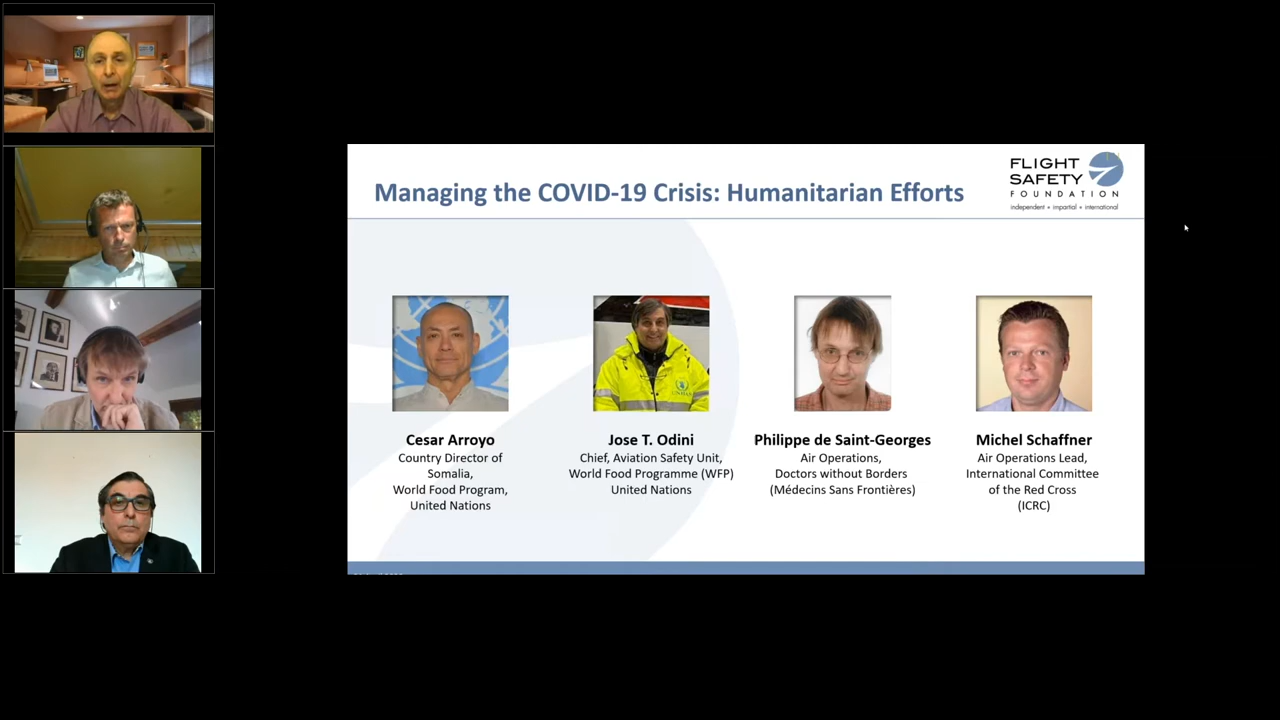 Managing the COVID-19 Crisis: Humanitarian Efforts
FLIGHT
SAFETY
FOUNDATION
independent • impartial • international
Cesar Arroyo
Country Director of
Somalia,
World Food Program,
United Nations
Jose T. Odini
Chief, Aviation Safety Unit,
World Food Programme (WFP)
United Nations
Philippe de Saint-Georges
Air Operations,
Doctors without Borders
(Médecins Sans Frontières)
Michel Schaffner
Air Operations Lead,
International Committee
of the Red Cross
(ICRC)